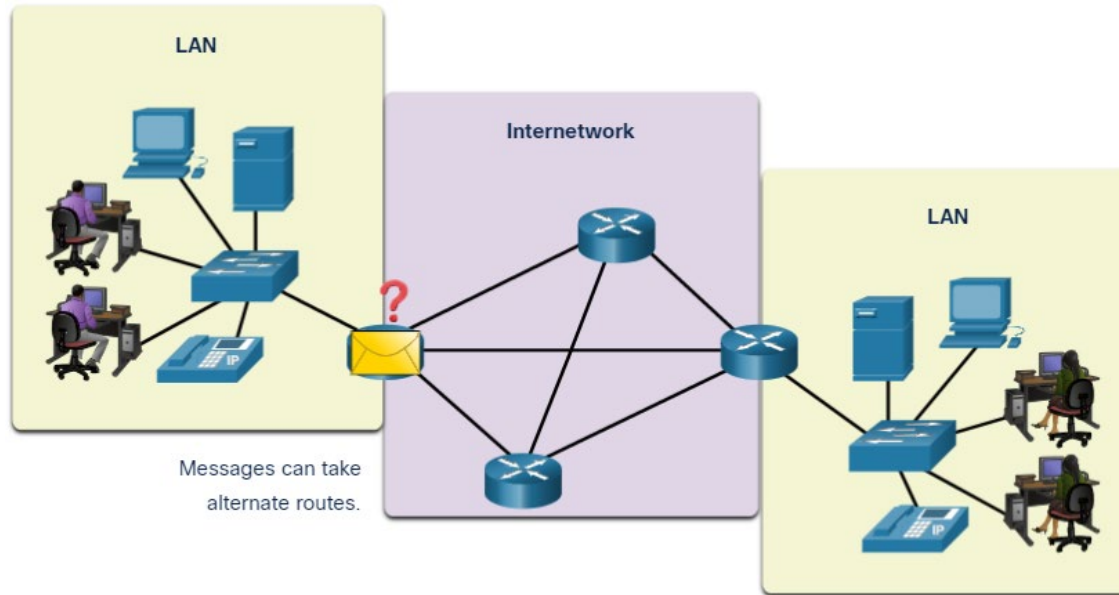 LAN
Internetwork
LAN
?
IP
Messages can take
alternate routes.
IP